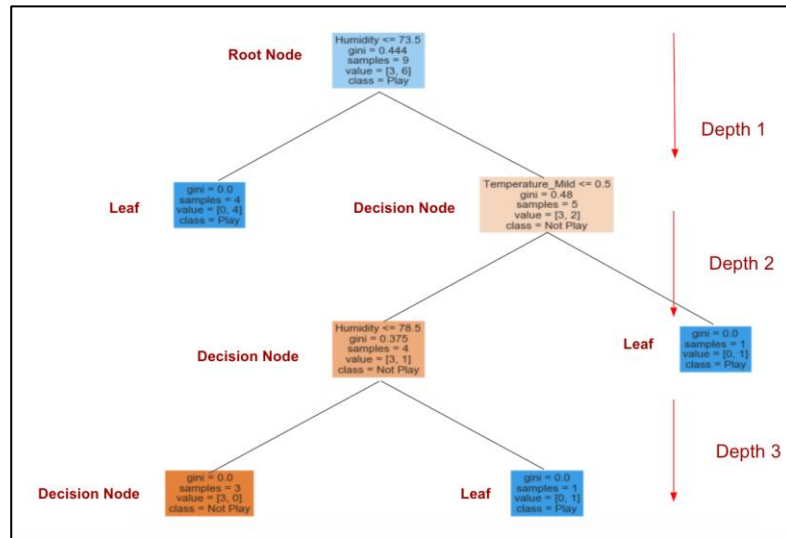 Root Node
Humidity <= 73.5
gini = 0.444
samples = 9
value = [3, 6]
class = Play
Depth 1
Leaf
gini = 0.0
samples = 4
value = [0, 4]
class = Play
Decision Node
Temperature_Mild <= 0.5
gini = 0.48
samples = 5
value = [3, 2]
class = Not Play
Depth 2
Decision Node
Humidity <= 78.5
gini = 0.375
samples = 4
value = [3, 1]
class = Not Play
Leaf
gini = 0.0
samples = 1
value = [0, 1]
class = Play
Depth 3
Decision Node
gini = 0.0
samples = 3
value = [3, 0]
class = Not Play
Leaf
gini = 0.0
samples = 1
value = [0, 1]
class = Play